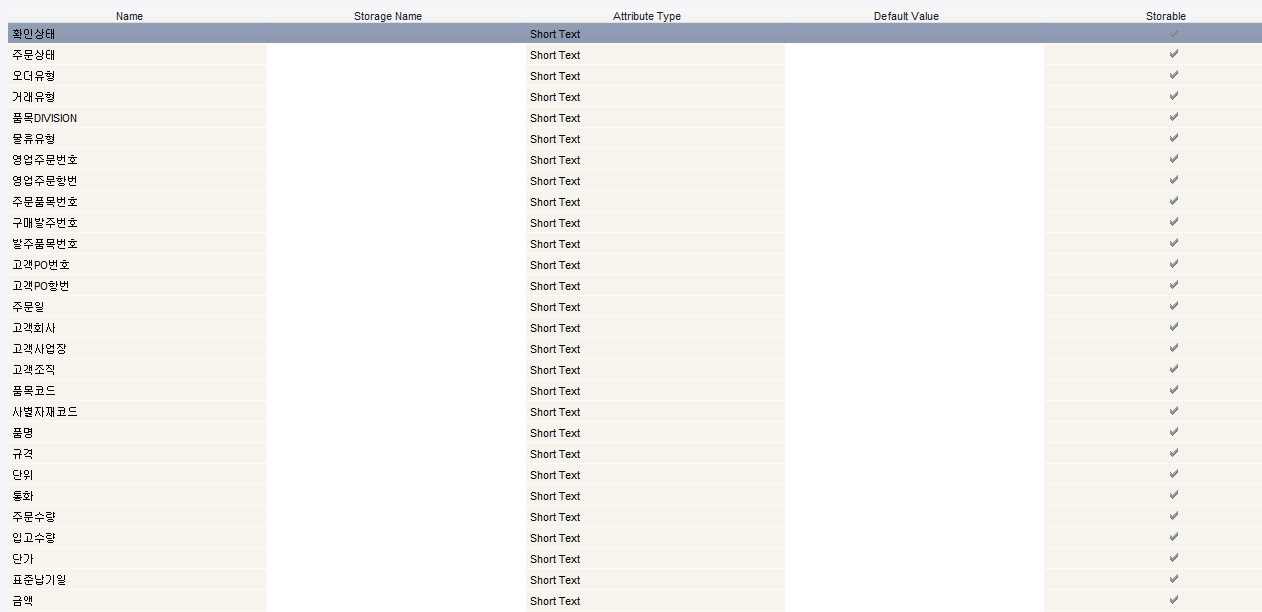 Name Storage Name Attribute Type Default Value Storable
확인상태 Short Text
주문상태 Short Text
오더유형 Short Text
거래유형 Short Text
품목DIVISION Short Text
물류유형 Short Text
영업주문번호 Short Text
영업주문항번 Short Text
주문품목번호 Short Text
구매발주번호 Short Text
발주품목번호 Short Text
고객PO번호 Short Text
고객PO항번 Short Text
주문일 Short Text
고객회사 Short Text
고객사업장 Short Text
고객조직 Short Text
품목코드 Short Text
사별자재코드 Short Text
품명 Short Text
규격 Short Text
단위 Short Text
통화 Short Text
주문수량 Short Text
입고수량 Short Text
단가 Short Text
표준납기일 Short Text
금액 Short Text